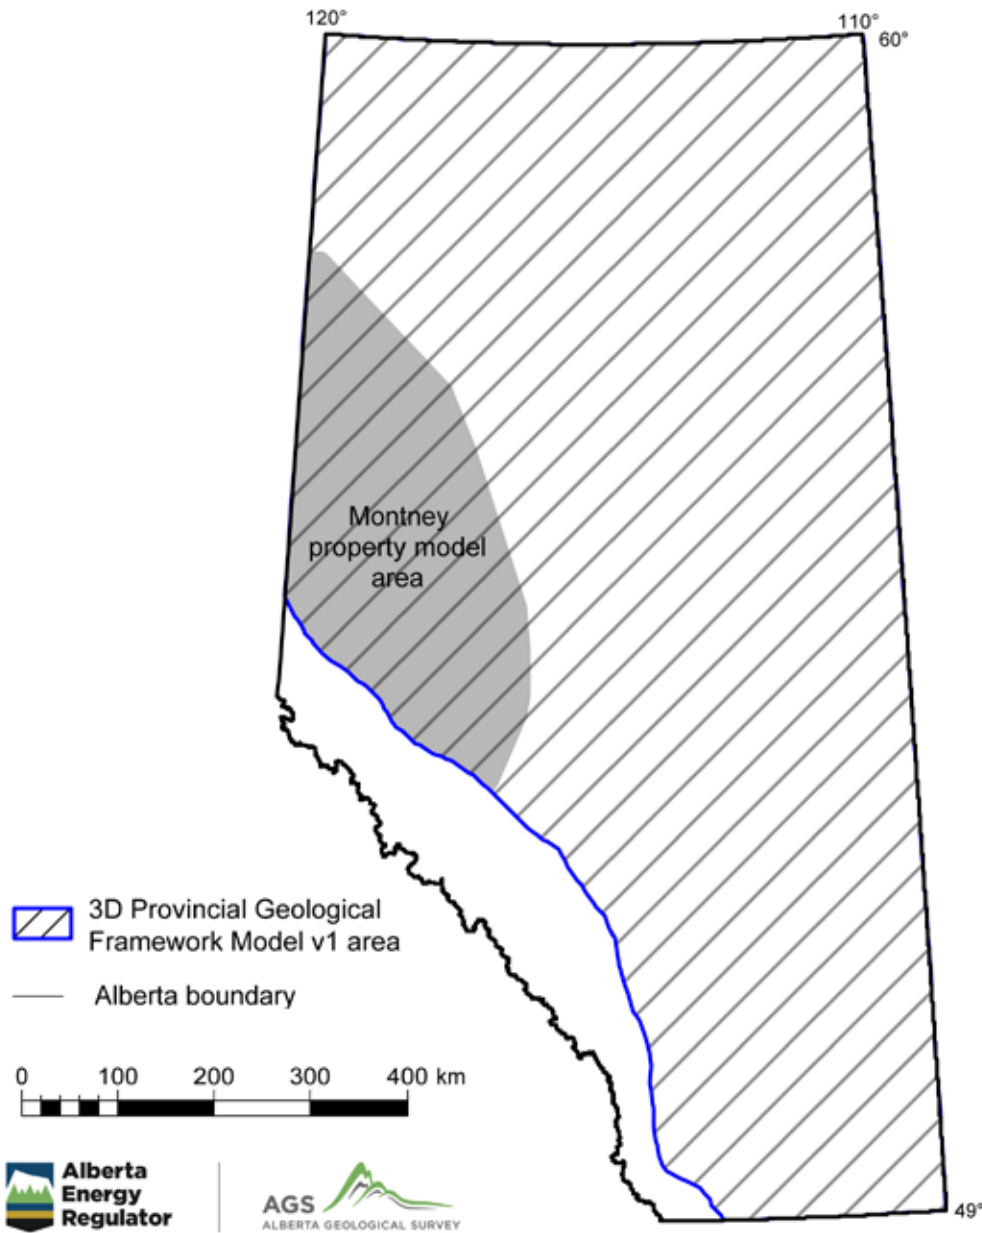 120°
110°
60°
Montney
property model
area
3D Provincial Geological
Framework Model v1 area
Alberta boundary
0 100 200 300 400 km
Alberta
Energy
Regulator
AGS
ALBERTA GEOLOGICAL SURVEY
49°